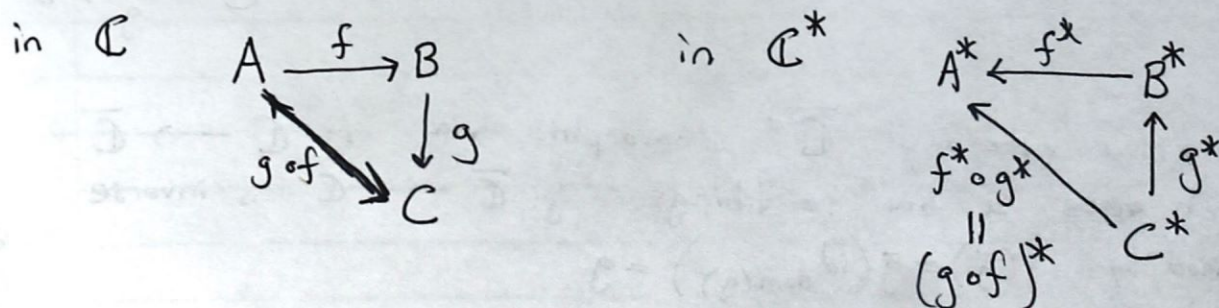 in ℂ
A f B
g
g∘f
C
in ℂ*
A* f* B*
g*
f*∘g*
||
(g∘f)*
C*